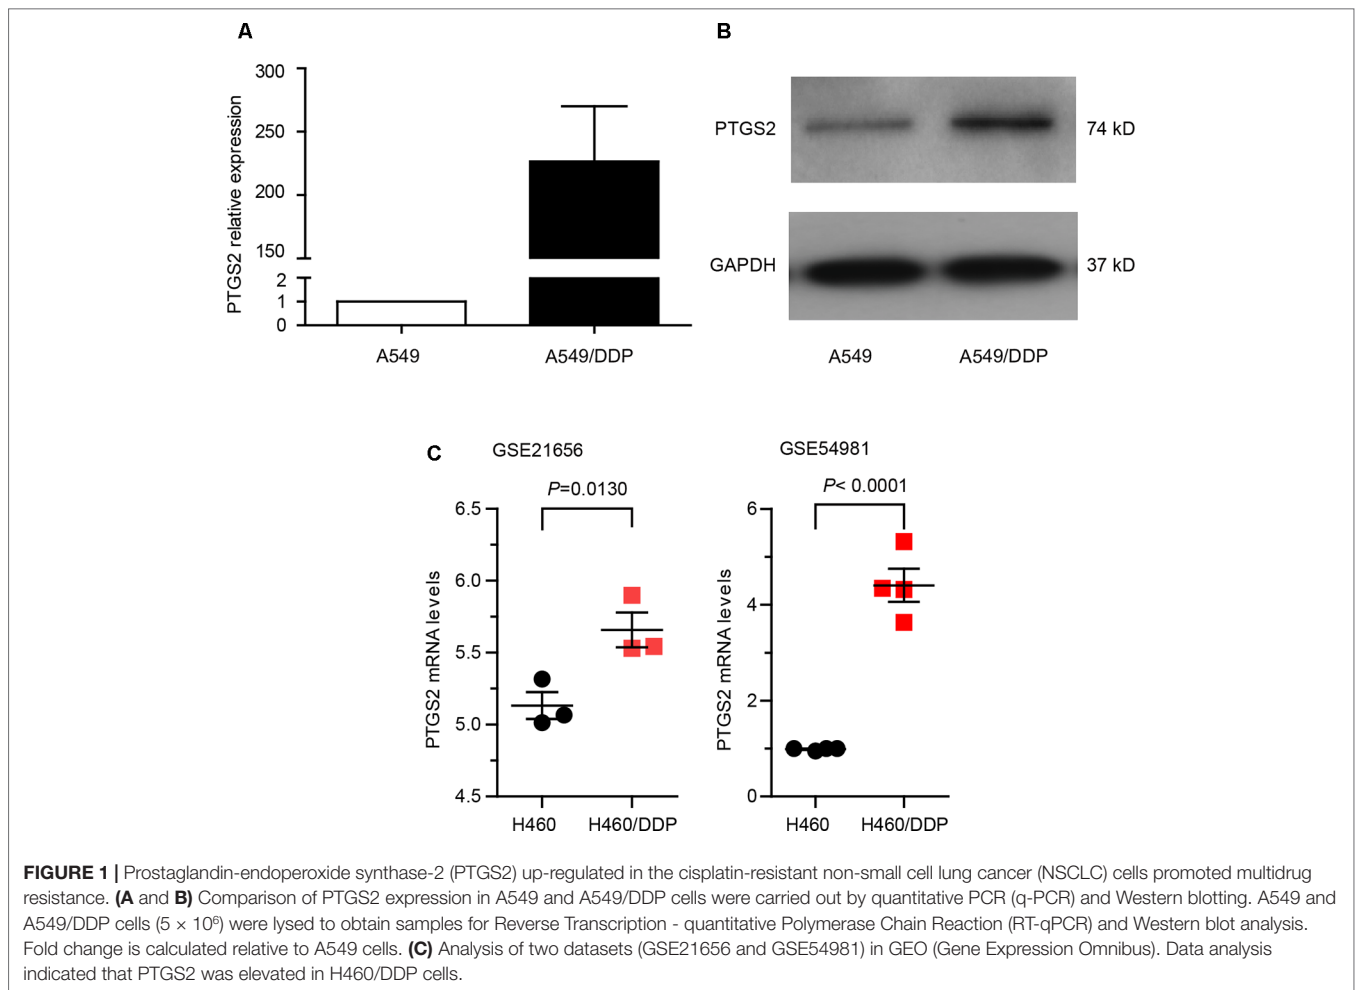 A
B
300
250
200
150
2
1
0
PTGS2 relative expression
A549
A549/DDP
PTGS2
74 kD
GAPDH
37 kD
A549
A549/DDP
C
GSE21656
P=0.0130
6.5
6.0
5.5
5.0
4.5
PTGS2 mRNA levels
H460
H460/DDP
GSE54981
P< 0.0001
6
4
2
0
PTGS2 mRNA levels
H460
H460/DDP
FIGURE 1 | Prostaglandin-endoperoxide synthase-2 (PTGS2) up-regulated in the cisplatin-resistant non-small cell lung cancer (NSCLC) cells promoted multidrug
resistance. (A and B) Comparison of PTGS2 expression in A549 and A549/DDP cells were carried out by quantitative PCR (q-PCR) and Western blotting. A549 and
A549/DDP cells (5 × 10⁶) were lysed to obtain samples for Reverse Transcription - quantitative Polymerase Chain Reaction (RT-qPCR) and Western blot analysis.
Fold change is calculated relative to A549 cells. (C) Analysis of two datasets (GSE21656 and GSE54981) in GEO (Gene Expression Omnibus). Data analysis
indicated that PTGS2 was elevated in H460/DDP cells.